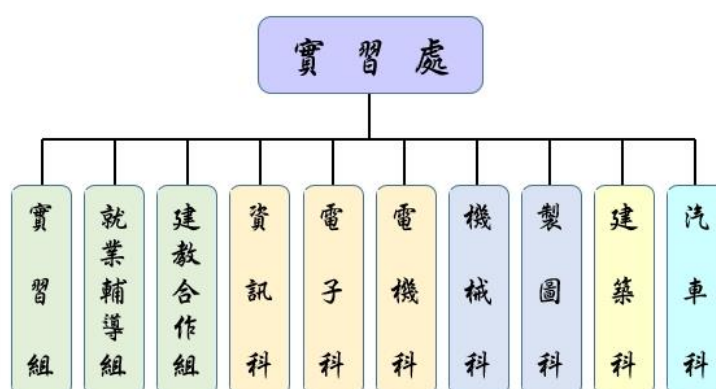 實習處
實習組
就業輔導組
建教合作組
資訊科
電子科
電機科
機械科
製圖科
建築科
汽車科